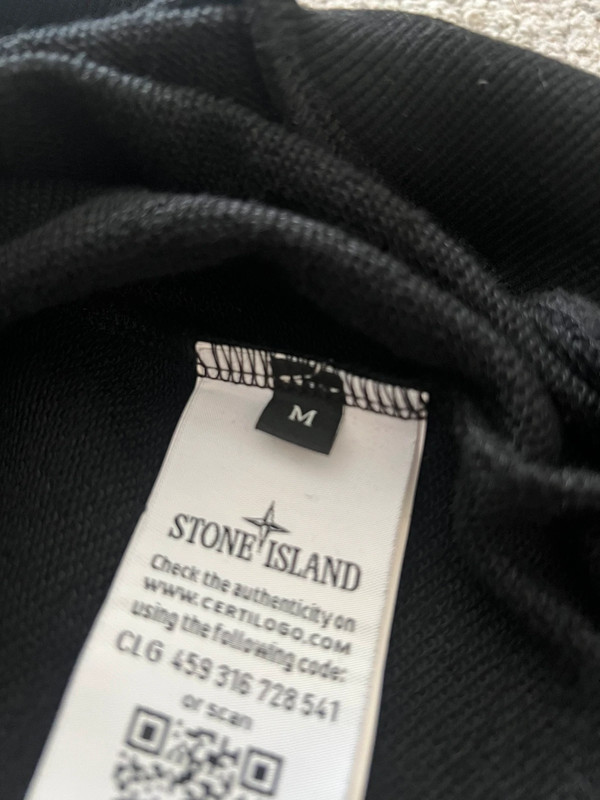 M
STONE ISLAND
Check the authenticity on
WWW.CERTILOGO.COM
using the following code:
CLG 459 316 728 541
or scan